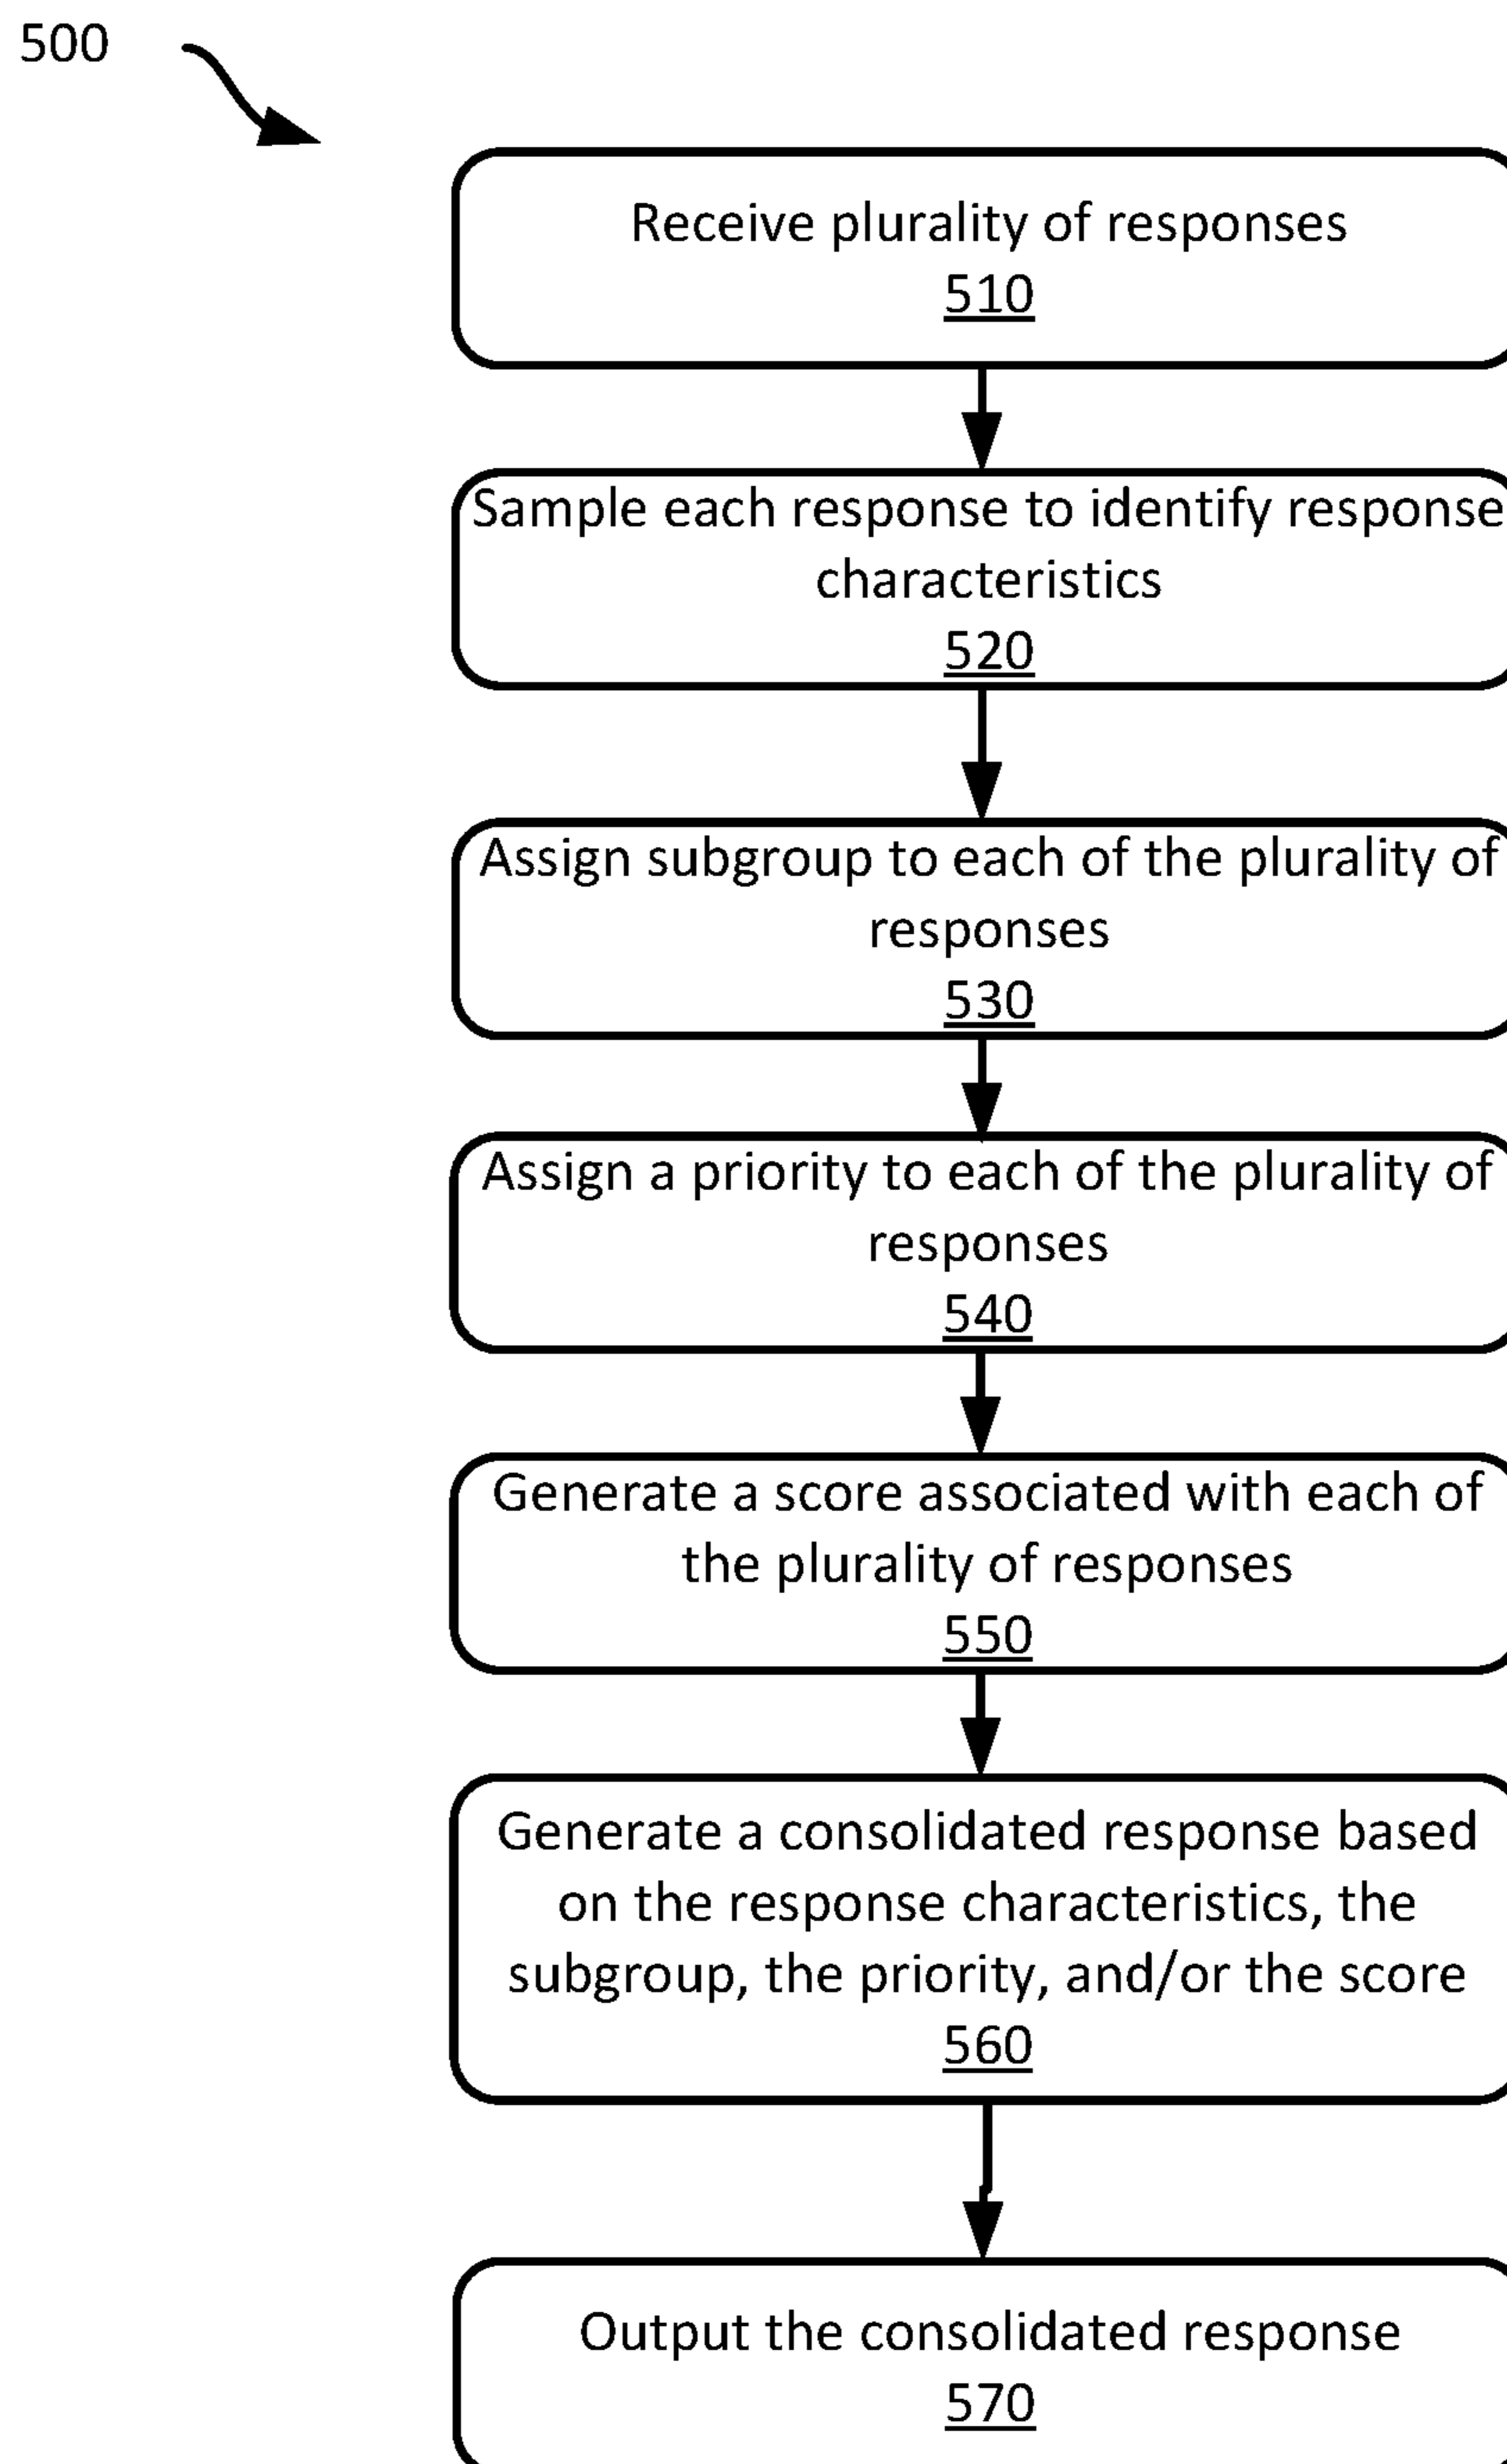 500
Receive plurality of responses
510
Sample each response to identify response
characteristics
520
Assign subgroup to each of the plurality of
responses
530
Assign a priority to each of the plurality of
responses
540
Generate a score associated with each of
the plurality of responses
550
Generate a consolidated response based
on the response characteristics, the
subgroup, the priority, and/or the score
560
Output the consolidated response
570